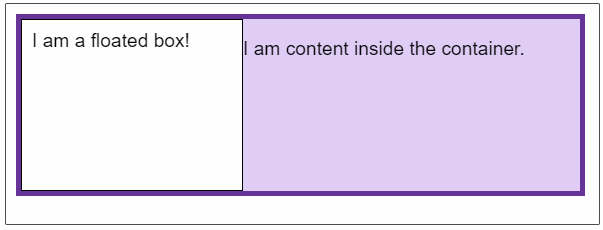 I am a floated box!
I am content inside the container.